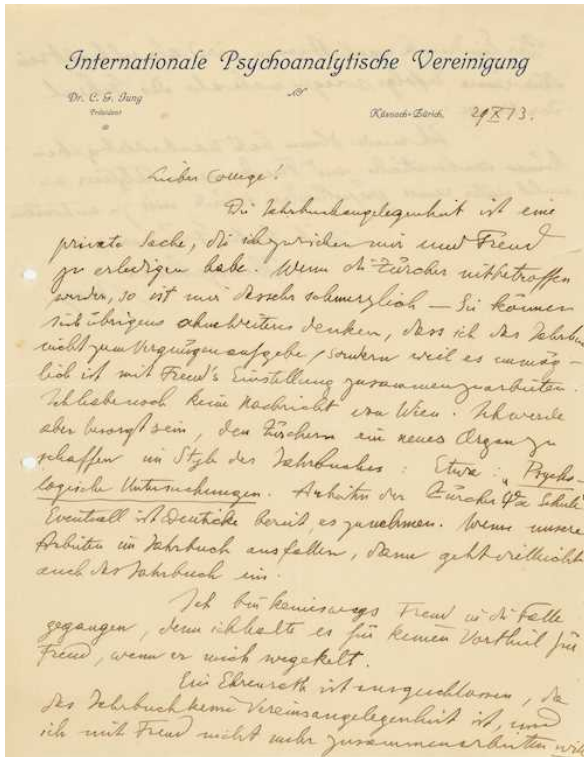 Internationale Psychoanalytische Vereinigung
Dr. C. G. Jung
Präsident
Küsnach-Zürich,
29 X 13.
Lieber College!
Die Jahrbuchangelegenheit ist eine
private Sache, die ich zwischen mir und Freud
zu erledigen habe. Wenn die Zürcher mitbetroffen
werden, so ist mir das sehr schmerzlich — Sie können
sich übrigens ohne weiteres denken, dass ich das Jahrbuch
nicht zum Vergnügen aufgebe, sondern weil es unmög-
lich ist mit Freud's Einstellung zusammenzuarbeiten.
Ich habe noch keine Nachricht von Wien. Ich werde
aber besorgt sein, den Zürchern ein neues Organ zu
schaffen im Styl des Jahrbuches: Etwa: „Psycho-
logische Untersuchungen. Arbeiten der Zürcher ΨA Schule"
Eventuell ist Deuticke bereit es zu nehmen. Wenn unsere
Arbeiten im Jahrbuch ausfallen, dann geht vielleicht
auch das Jahrbuch ein.
Ich bin keineswegs Freud in die Falle
gegangen, denn ich halte es für keinen Vortheil für
Freud, wenn er mich wegekelt.
Ein Ehrenrath ist ausgeschlossen, da
das Jahrbuch keine Vereinsangelegenheit ist, und
ich mit Freud nicht mehr zusammenarbeiten will